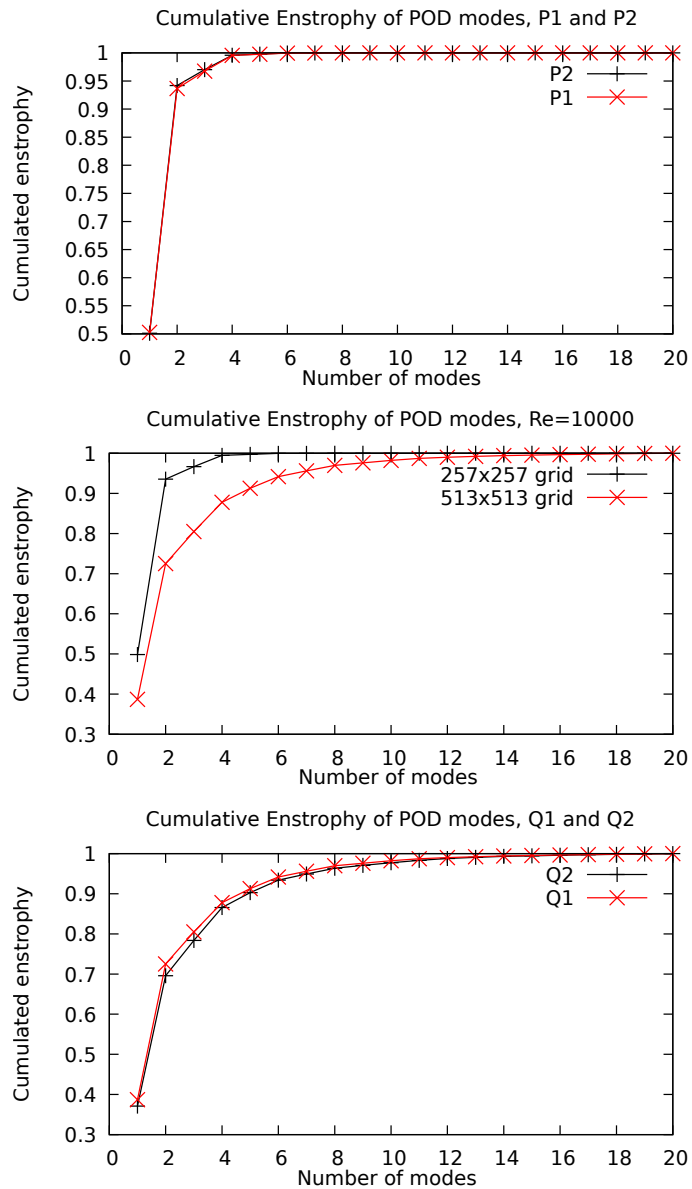 Cumulative Enstrophy of POD modes, P1 and P2
1
0.95
0.9
0.85
0.8
0.75
0.7
0.65
0.6
0.55
0.5
Cumulated enstrophy
P2
P1
0 2 4 6 8 10 12 14 16 18 20
Number of modes
Cumulative Enstrophy of POD modes, Re=10000
1
0.9
0.8
0.7
0.6
0.5
0.4
0.3
Cumulated enstrophy
257x257 grid
513x513 grid
0 2 4 6 8 10 12 14 16 18 20
Number of modes
Cumulative Enstrophy of POD modes, Q1 and Q2
1
0.9
0.8
0.7
0.6
0.5
0.4
0.3
Cumulated enstrophy
Q2
Q1
0 2 4 6 8 10 12 14 16 18 20
Number of modes